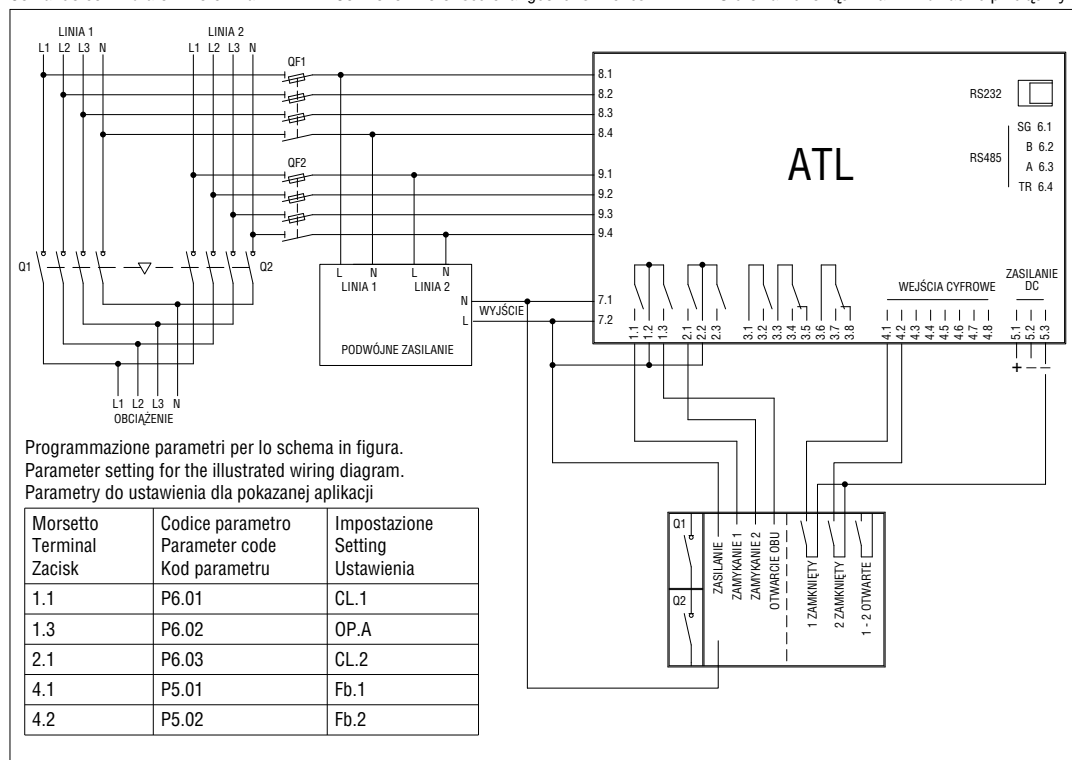 LINIA 1
LINIA 2
L1 L2 L3 N
L1 L2 L3 N
QF1
QF2
8.1
8.2
8.3
8.4
9.1
9.2
9.3
9.4
7.1
7.2
ATL
RS232
RS485
SG 6.1
B 6.2
A 6.3
TR 6.4
Q1
Q2
L N
L N
LINIA 1
LINIA 2
N
L
WYJŚCIE
PODWÓJNE ZASILANIE
WEJŚCIA CYFROWE
ZASILANIE
DC
1.1
1.2
1.3
2.1
2.2
2.3
3.1
3.2
3.3
3.4
3.5
3.6
3.7
3.8
4.1
4.2
4.3
4.4
4.5
4.6
4.7
4.8
5.1
5.2
5.3
+ – –
L1 L2 L3 N
OBCIĄŻENIE
Programmazione parametri per lo schema in figura.
Parameter setting for the illustrated wiring diagram.
Parametry do ustawienia dla pokazanej aplikacji
Morsetto
Terminal
Zacisk
Codice parametro
Parameter code
Kod parametru
Impostazione
Setting
Ustawienia
1.1 P6.01 CL.1
1.3 P6.02 OP.A
2.1 P6.03 CL.2
4.1 P5.01 Fb.1
4.2 P5.02 Fb.2
Q1
Q2
ZASILANIE
ZAMYKANIE 1
ZAMYKANIE 2
OTWARCIE OBU
1 ZAMKNIĘTY
2 ZAMKNIĘTY
1 - 2 OTWARTE